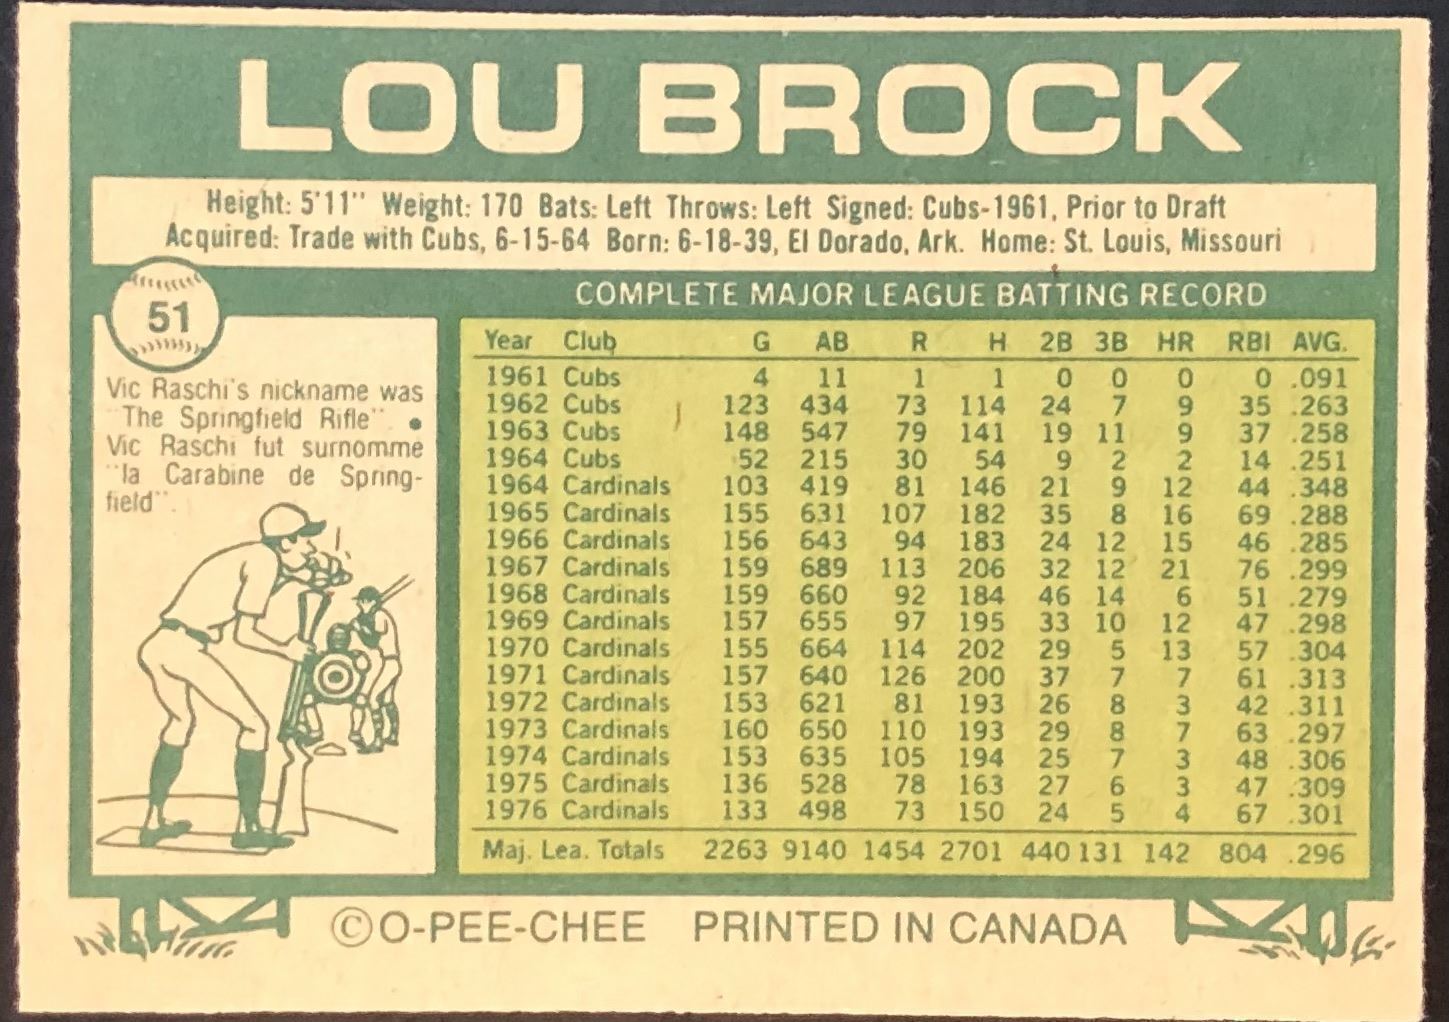 LOU BROCK
Height: 5'11" Weight: 170 Bats: Left Throws: Left Signed: Cubs-1961, Prior to Draft
Acquired: Trade with Cubs, 6-15-64 Born: 6-18-39, El Dorado, Ark. Home: St. Louis, Missouri
51
Vic Raschi's nickname was
"The Springfield Rifle". •
Vic Raschi fut surnomme
"la Carabine de Spring-
field".
COMPLETE MAJOR LEAGUE BATTING RECORD
Year Club G AB R H 2B 3B HR RBI AVG.
1961 Cubs 4 11 1 1 0 0 0 0 .091
1962 Cubs 123 434 73 114 24 7 9 35 .263
1963 Cubs 148 547 79 141 19 11 9 37 .258
1964 Cubs 52 215 30 54 9 2 2 14 .251
1964 Cardinals 103 419 81 146 21 9 12 44 .348
1965 Cardinals 155 631 107 182 35 8 16 69 .288
1966 Cardinals 156 643 94 183 24 12 15 46 .285
1967 Cardinals 159 689 113 206 32 12 21 76 .299
1968 Cardinals 159 660 92 184 46 14 6 51 .279
1969 Cardinals 157 655 97 195 33 10 12 47 .298
1970 Cardinals 155 664 114 202 29 5 13 57 .304
1971 Cardinals 157 640 126 200 37 7 7 61 .313
1972 Cardinals 153 621 81 193 26 8 3 42 .311
1973 Cardinals 160 650 110 193 29 8 7 63 .297
1974 Cardinals 153 635 105 194 25 7 3 48 .306
1975 Cardinals 136 528 78 163 27 6 3 47 .309
1976 Cardinals 133 498 73 150 24 5 4 67 .301
Maj. Lea. Totals 2263 9140 1454 2701 440 131 142 804 .296
©O-PEE-CHEE PRINTED IN CANADA